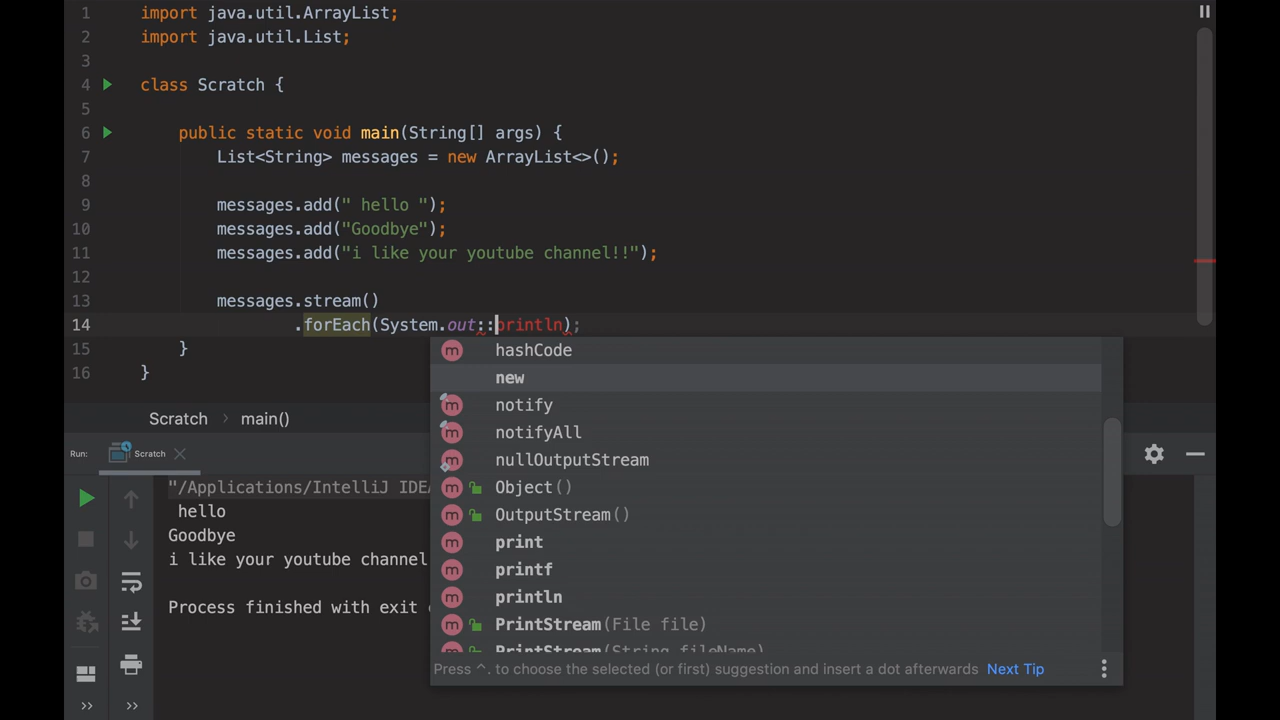 1 import java.util.ArrayList;
2 import java.util.List;
3
4 class Scratch {
5
6 public static void main(String[] args) {
7 List<String> messages = new ArrayList<>();
8
9 messages.add(" hello ");
10 messages.add("Goodbye");
11 messages.add("i like your youtube channel!!");
12
13 messages.stream()
14 .forEach(System.out::println);
15 }
16 }
hashCode
new
notify
notifyAll
nullOutputStream
Object()
OutputStream()
print
printf
println
PrintStream(File file)
PrintStream(String fileName)
Press ^. to choose the selected (or first) suggestion and insert a dot afterwards Next Tip
Scratch > main()
Run: Scratch
"/Applications/IntelliJ IDEA
hello
Goodbye
i like your youtube channel
Process finished with exit